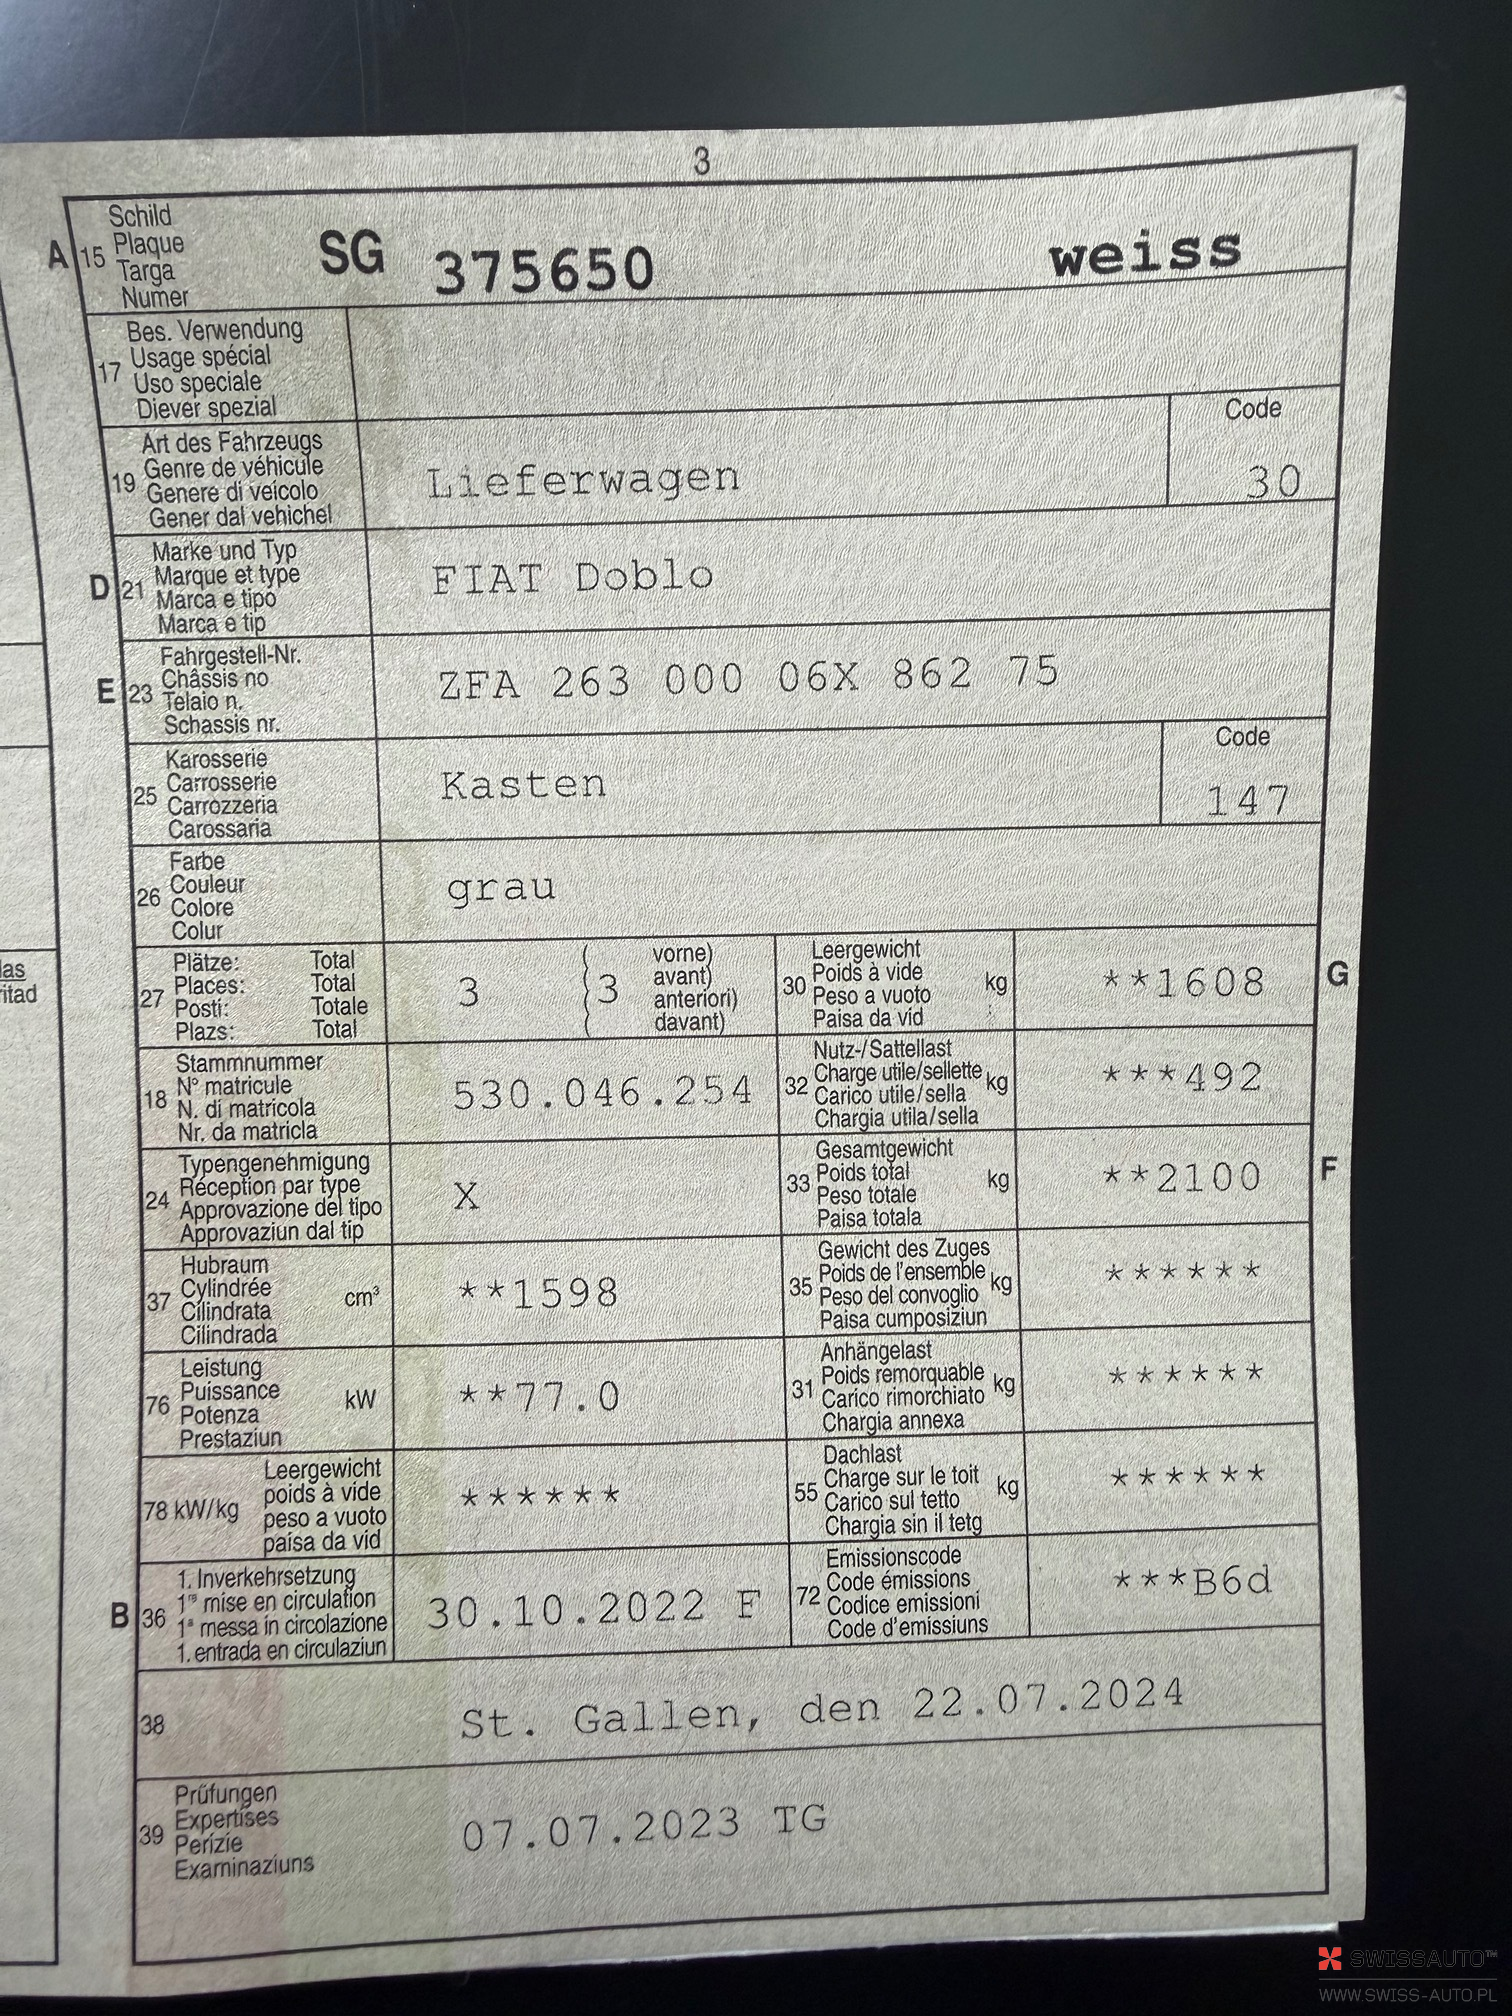 3
A 15 Schild
Plaque
Targa
Numer
SG 375650 weiss
17 Bes. Verwendung
Usage spécial
Uso speciale
Diever spezial
19 Art des Fahrzeugs
Genre de véhicule
Genere di veicolo
Gener dal vehichel
Lieferwagen
Code
30
D 21 Marke und Typ
Marque et type
Marca e tipo
Marca e tip
FIAT Doblo
E 23 Fahrgestell-Nr.
Châssis no
Telaio n.
Schassis nr.
ZFA 263 000 06X 862 75
25 Karosserie
Carrosserie
Carrozzeria
Carossaria
Kasten
Code
147
26 Farbe
Couleur
Colore
Colur
grau
27 Plätze: Total
Places: Total
Posti: Totale
Plazs: Total
3
3 vorne)
avant)
anteriori)
davant)
30 Leergewicht
Poids à vide
Peso a vuoto
Paisa da vid
kg
**1608
G
18 Stammnummer
N° matricule
N. di matricola
Nr. da matricla
530.046.254
32 Nutz-/Sattellast
Charge utile/sellette
Carico utile/sella
Chargia utila/sella
kg
***492
24 Typengenehmigung
Réception par type
Approvazione del tipo
Approvaziun dal tip
X
33 Gesamtgewicht
Poids total
Peso totale
Paisa totala
kg
**2100
F
37 Hubraum
Cylindrée
Cilindrata
Cilindrada
cm³
**1598
35 Gewicht des Zuges
Poids de l'ensemble
Peso del convoglio
Paisa cumposiziun
kg
******
76 Leistung
Puissance
Potenza
Prestaziun
kW
**77.0
31 Anhängelast
Poids remorquable
Carico rimorchiato
Chargia annexa
kg
******
78 kW/kg Leergewicht
poids à vide
peso a vuoto
paisa da vid
******
55 Dachlast
Charge sur le toit
Carico sul tetto
Chargia sin il tetg
kg
******
B 36 1. Inverkehrsetzung
1re mise en circulation
1a messa in circolazione
1. entrada en circulaziun
30.10.2022 F
72 Emissionscode
Code émissions
Codice emissioni
Code d'emissiuns
***B6d
38
St. Gallen, den 22.07.2024
39 Prüfungen
Expertises
Perizie
Examinaziuns
07.07.2023 TG
las
ritad
SWISSAUTO™
WWW.SWISS-AUTO.PL